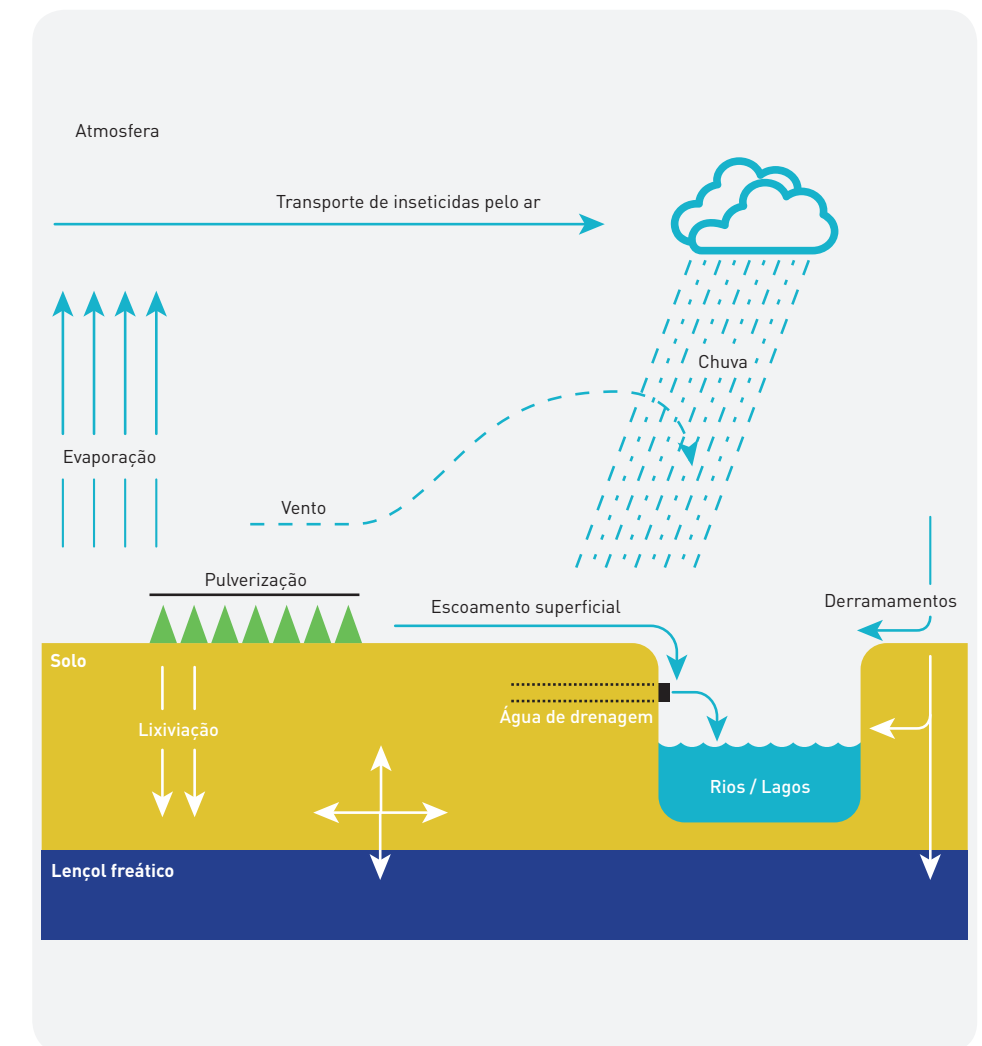 Atmosfera
Transporte de inseticidas pelo ar
Chuva
Evaporação
Vento
Pulverização
Escoamento superficial
Derramamentos
Solo
Água de drenagem
Lixiviação
Rios / Lagos
Lençol freático